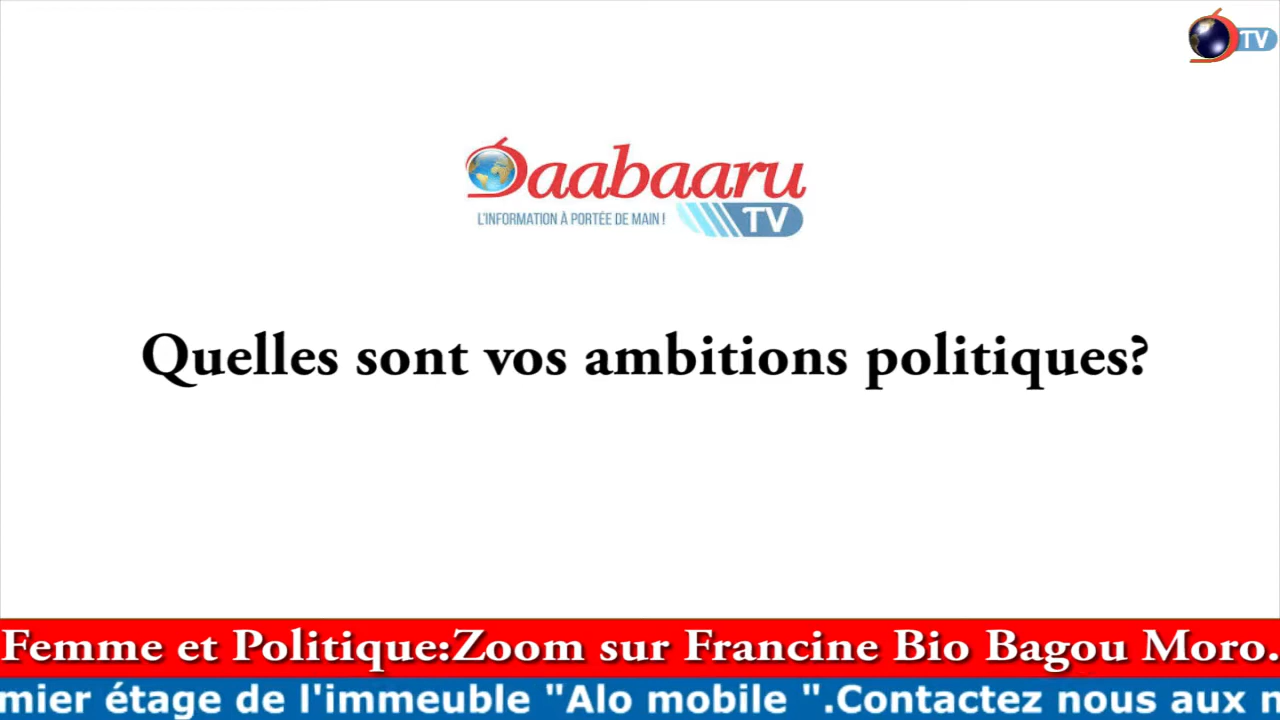 TV
Daabaaru
L'INFORMATION À PORTÉE DE MAIN !
TV
Quelles sont vos ambitions politiques?
Femme et Politique:Zoom sur Francine Bio Bagou Moro.
mier étage de l'immeuble "Alo mobile ".Contactez nous aux n